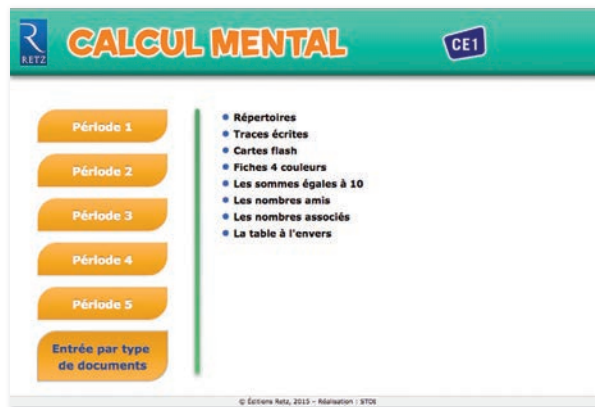 RETZ
CALCUL MENTAL
CE1
Période 1
Période 2
Période 3
Période 4
Période 5
Entrée par type
de documents
Répertoires
Traces écrites
Cartes flash
Fiches 4 couleurs
Les sommes égales à 10
Les nombres amis
Les nombres associés
La table à l'envers
© Éditions Retz, 2015 – Réalisation : STDI